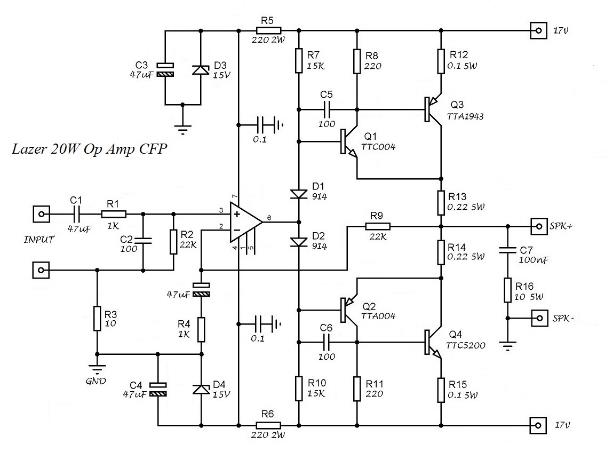 R5
220 2W
17V
C3
47uF
D3
15V
R7
15K
R8
220
R12
0.1 5W
C5
100
Q3
TTA1943
Q1
TTC004
0.1
Lazer 20W Op Amp CFP
7
D1
914
R13
0.22 5W
C1
47uF
R1
1K
3
2
6
4
1
5
R9
22K
SPK+
INPUT
C2
100
R2
22K
D2
914
R14
0.22 5W
C7
100nF
47uF
Q2
TTA004
R16
10 5W
R3
10
R4
1K
SPK-
0.1
C6
100
Q4
TTC5200
GND
C4
47uF
D4
15V
R10
15K
R11
220
R15
0.1 5W
R6
220 2W
17V